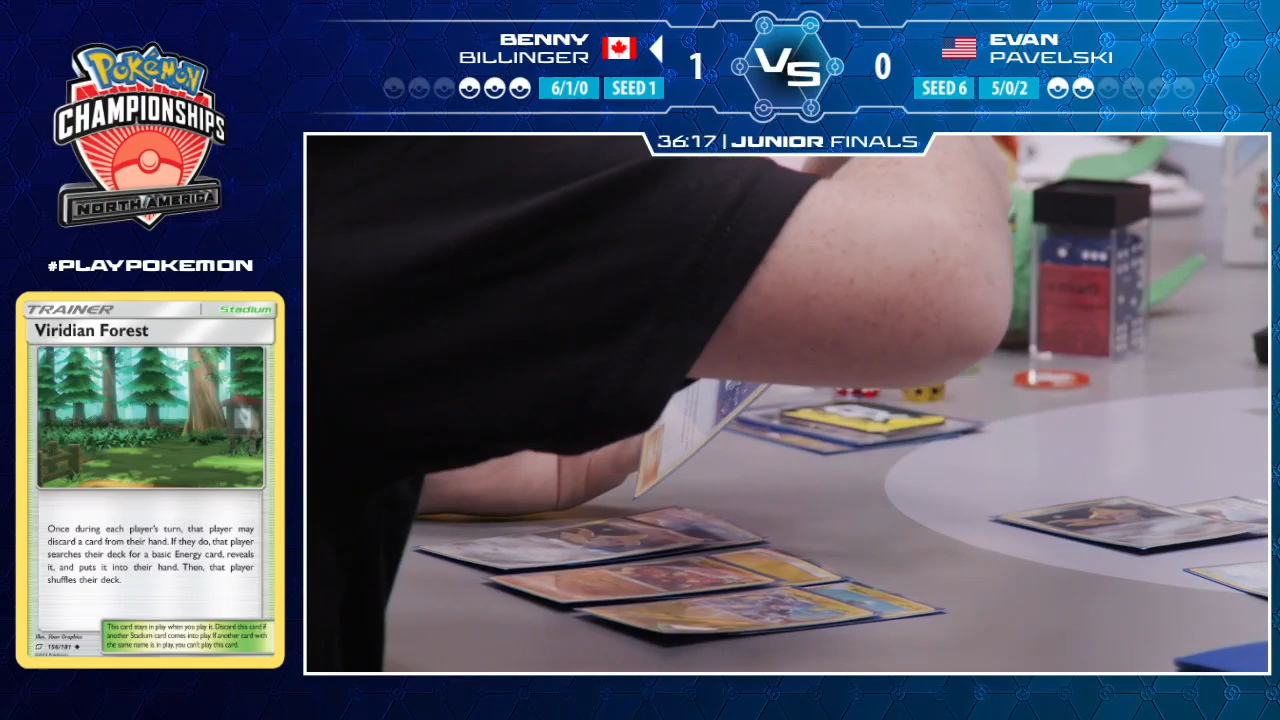 BENNY
BILLINGER
6/1/0
SEED 1
1
VS
0
EVAN
PAVELSKI
SEED 6
5/0/2
36:17 | JUNIOR FINALS
POKéMON
CHAMPIONSHIPS
NORTH AMERICA
#PLAYPOKEMON
TRAINER
Stadium
Viridian Forest
Once during each player's turn, that player may
discard a card from their hand. If they do, that player
searches their deck for a basic Energy card, reveals
it, and puts it into their hand. Then, that player
shuffles their deck.
This card stays in play when you play it. Discard this card if
another Stadium card comes into play. If another card with
the same name is in play, you can't play this card.
156/181